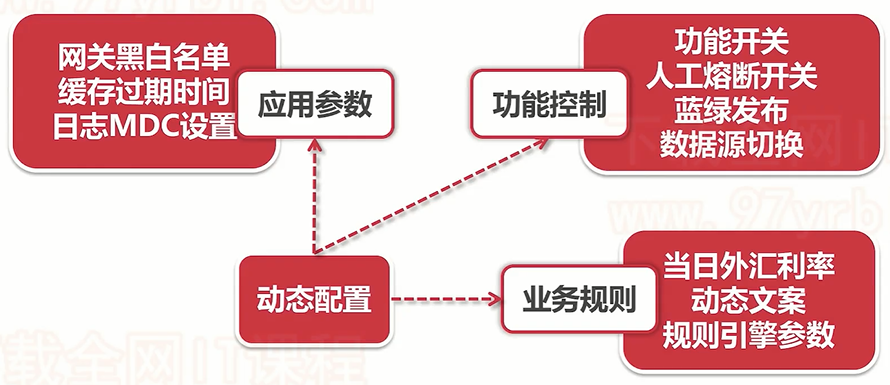 网关黑白名单
缓存过期时间
日志MDC设置
应用参数
功能控制
功能开关
人工熔断开关
蓝绿发布
数据源切换
动态配置
业务规则
当日外汇利率
动态文案
规则引擎参数
载全网IT课程